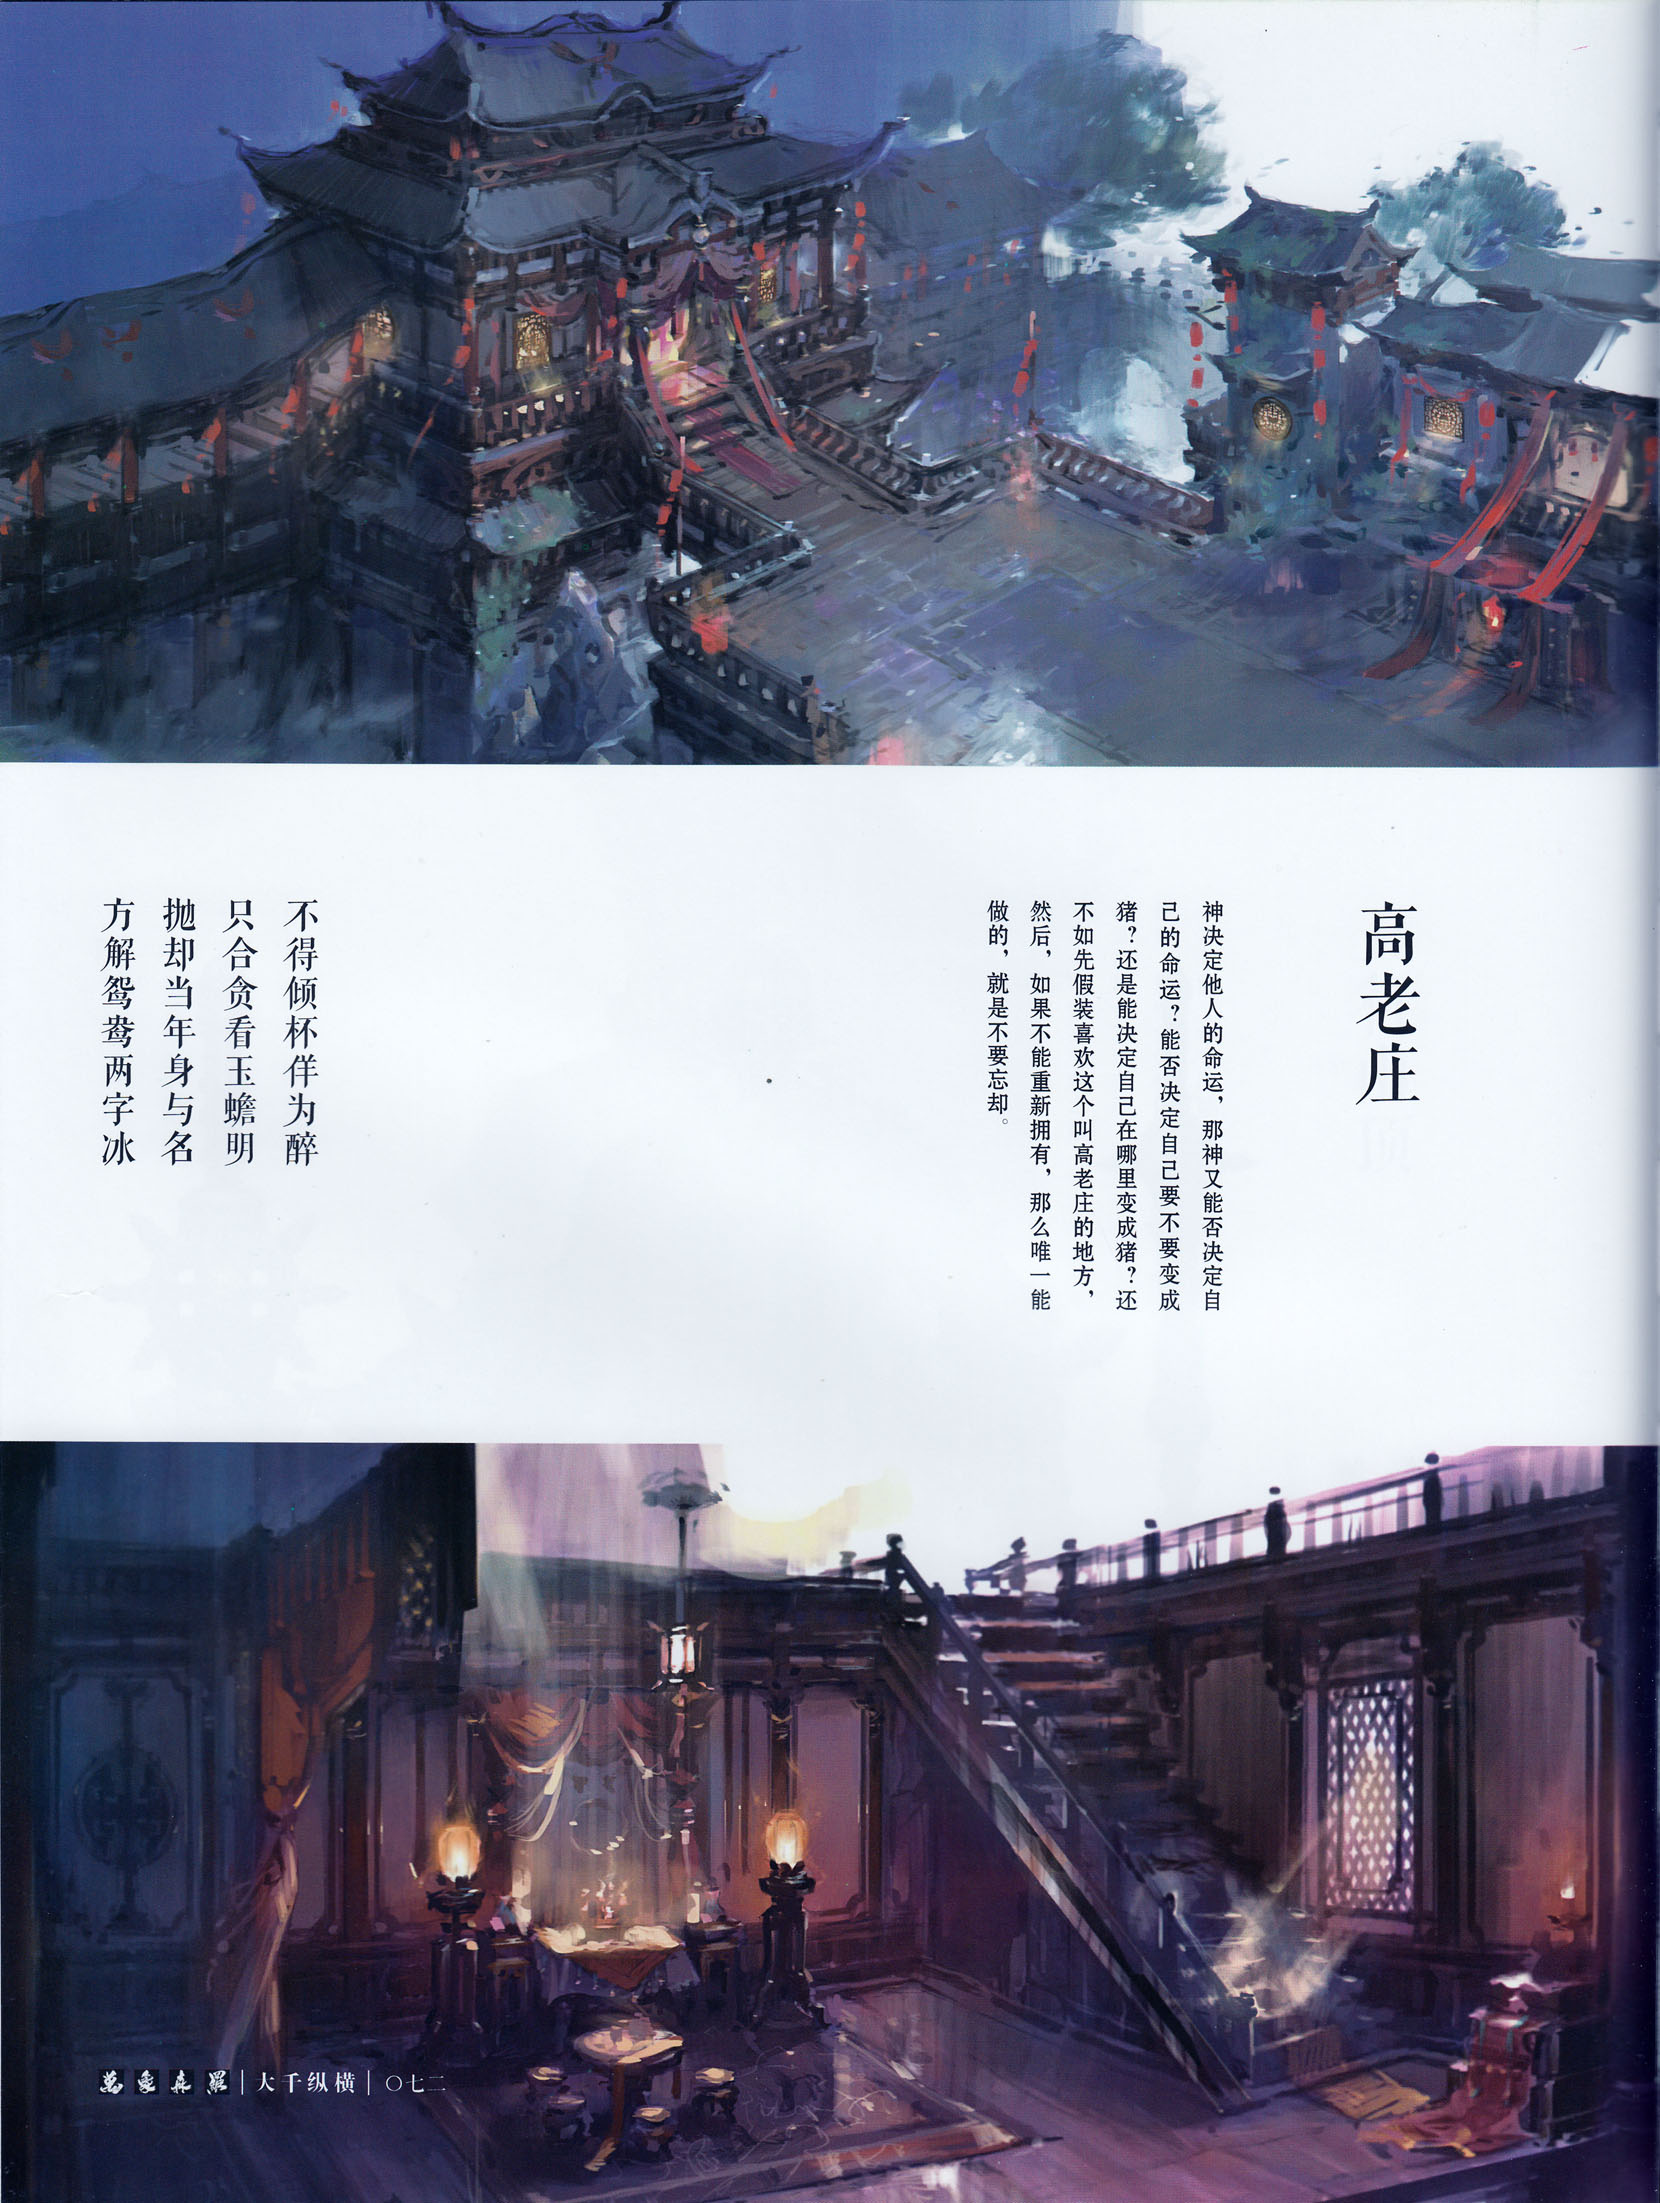 高老庄
神决定他人的命运，那神又能否决定自
己的命运？能否决定自己要不要变成
猪？还是能决定自己在哪里变成猪？还
不如先假装喜欢这个叫高老庄的地方，
然后，如果不能重新拥有，那么唯一能
做的，就是不要忘却。
不得倾杯佯为醉
只合贪看玉蟾明
抛却当年身与名
方解鸳鸯两字冰
萬象森羅|大千纵横|〇七二